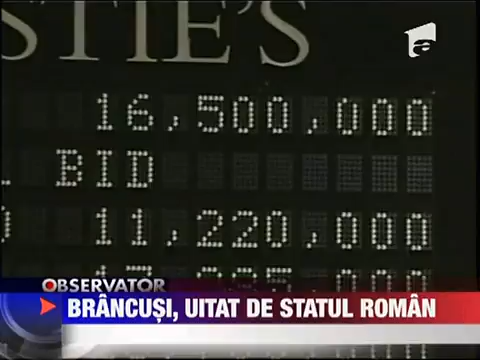 STIE'S
16,500,000
BID
11,220,000
OBSERVATOR
BRÂNCUȘI, UITAT DE STATUL ROMÂN